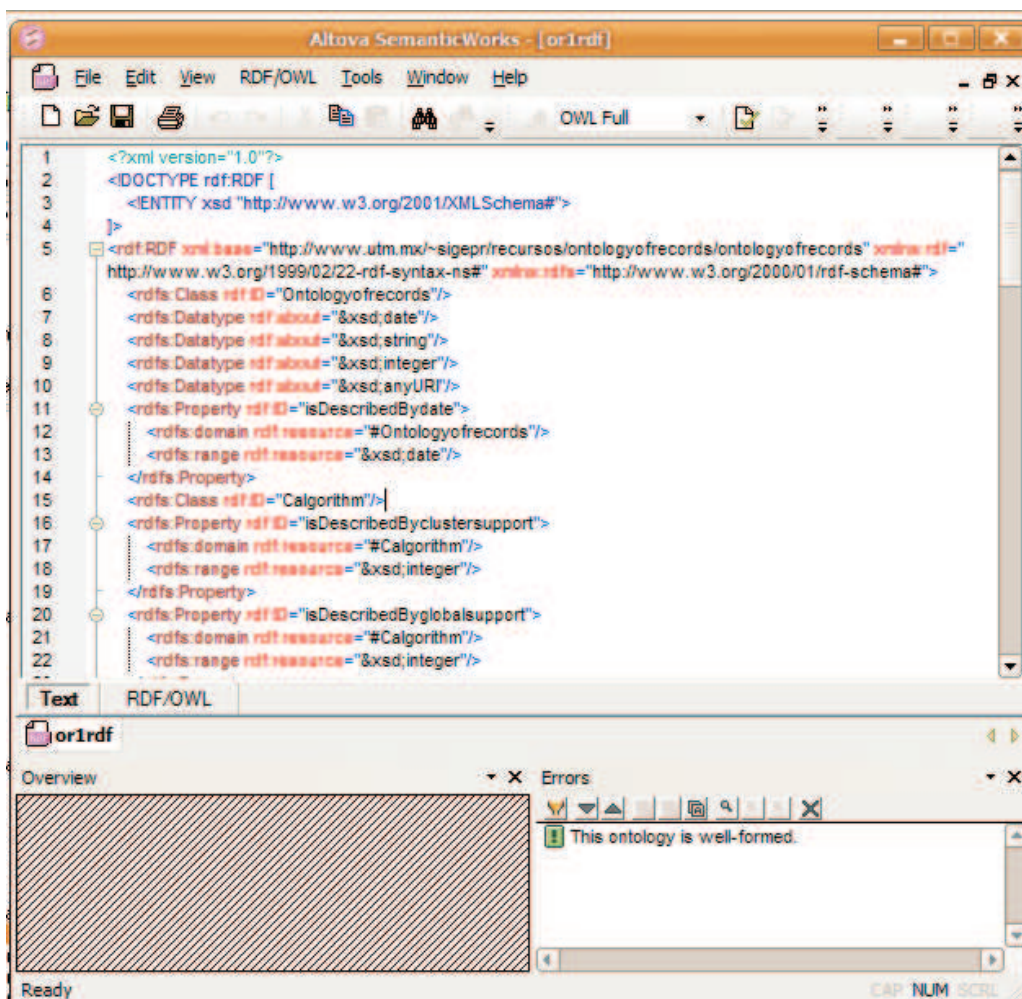 Altova SemanticWorks - [or1rdf]
File Edit View RDF/OWL Tools Window Help
OWL Full
1 <?xml version="1.0"?>
2 <!DOCTYPE rdf:RDF [
3 <!ENTITY xsd "http://www.w3.org/2001/XMLSchema#">
4 ]>
5 <rdf:RDF xml:base="http://www.utm.mx/~sigepr/recursos/ontologyofrecords/ontologyofrecords" xmlns:rdf="
http://www.w3.org/1999/02/22-rdf-syntax-ns#" xmlns:rdfs="http://www.w3.org/2000/01/rdf-schema#">
6 <rdfs:Class rdf:ID="Ontologyofrecords"/>
7 <rdfs:Datatype rdf:about="&xsd;date"/>
8 <rdfs:Datatype rdf:about="&xsd;string"/>
9 <rdfs:Datatype rdf:about="&xsd;integer"/>
10 <rdfs:Datatype rdf:about="&xsd;anyURI"/>
11 <rdfs:Property rdf:ID="isDescribedBydate">
12 <rdfs:domain rdf:resource="#Ontologyofrecords"/>
13 <rdfs:range rdf:resource="&xsd;date"/>
14 </rdfs:Property>
15 <rdfs:Class rdf:ID="Calgorithm"/>
16 <rdfs:Property rdf:ID="isDescribedByclustersupport">
17 <rdfs:domain rdf:resource="#Calgorithm"/>
18 <rdfs:range rdf:resource="&xsd;integer"/>
19 </rdfs:Property>
20 <rdfs:Property rdf:ID="isDescribedByglobalsupport">
21 <rdfs:domain rdf:resource="#Calgorithm"/>
22 <rdfs:range rdf:resource="&xsd;integer"/>
Text RDF/OWL
or1rdf
Overview
Errors
This ontology is well-formed.
Ready
CAP NUM SCRL